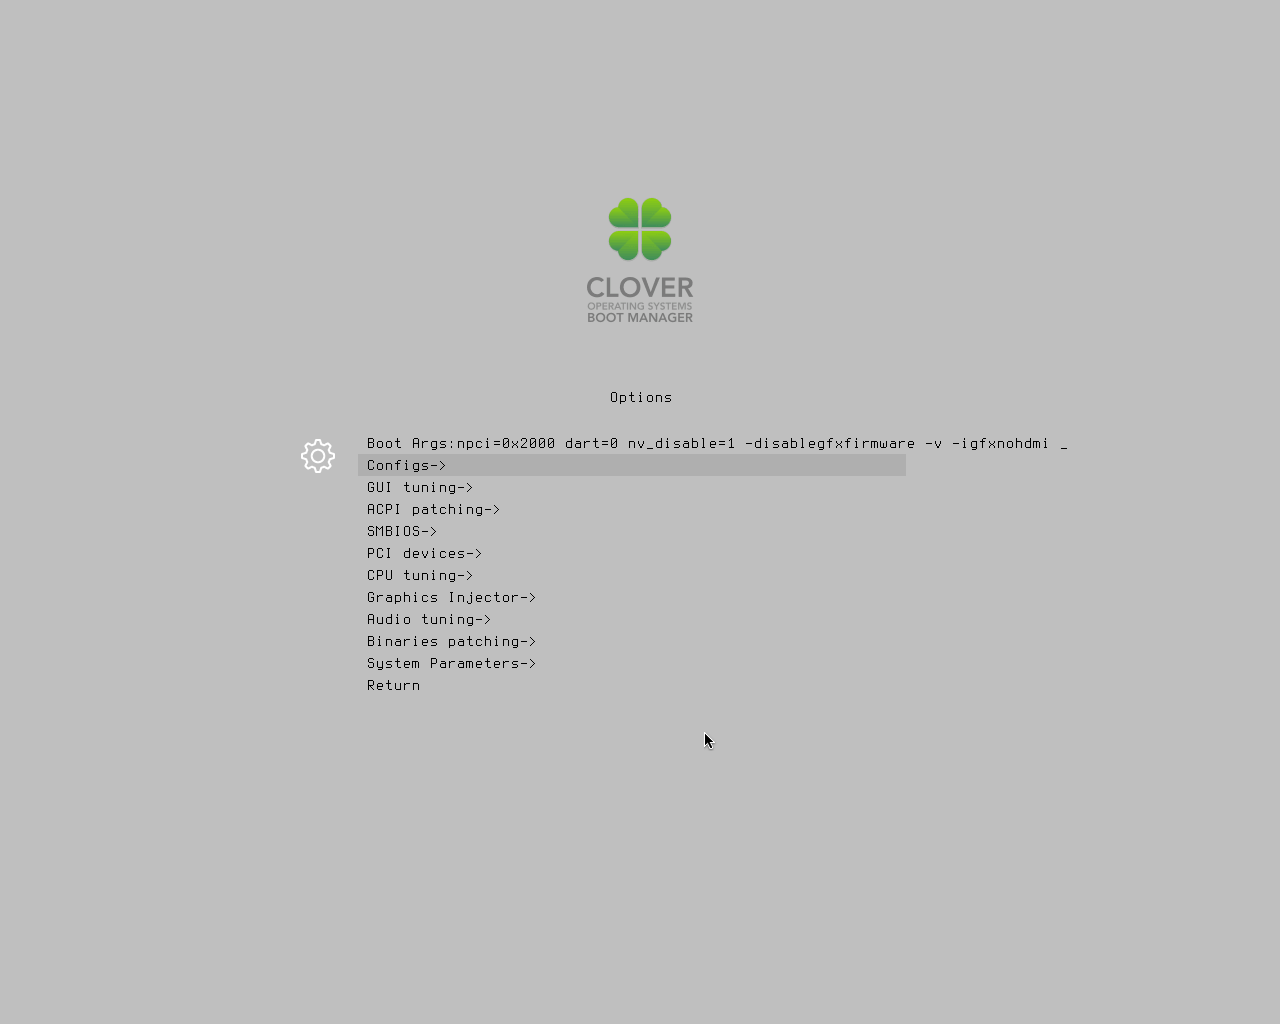 CLOVER
OPERATING SYSTEMS
BOOT MANAGER
Options
Boot Args:npci=0x2000 dart=0 nv_disable=1 -disablegfxfirmware -v -igfxnohdmi _
Configs->
GUI tuning->
ACPI patching->
SMBIOS->
PCI devices->
CPU tuning->
Graphics Injector->
Audio tuning->
Binaries patching->
System Parameters->
Return